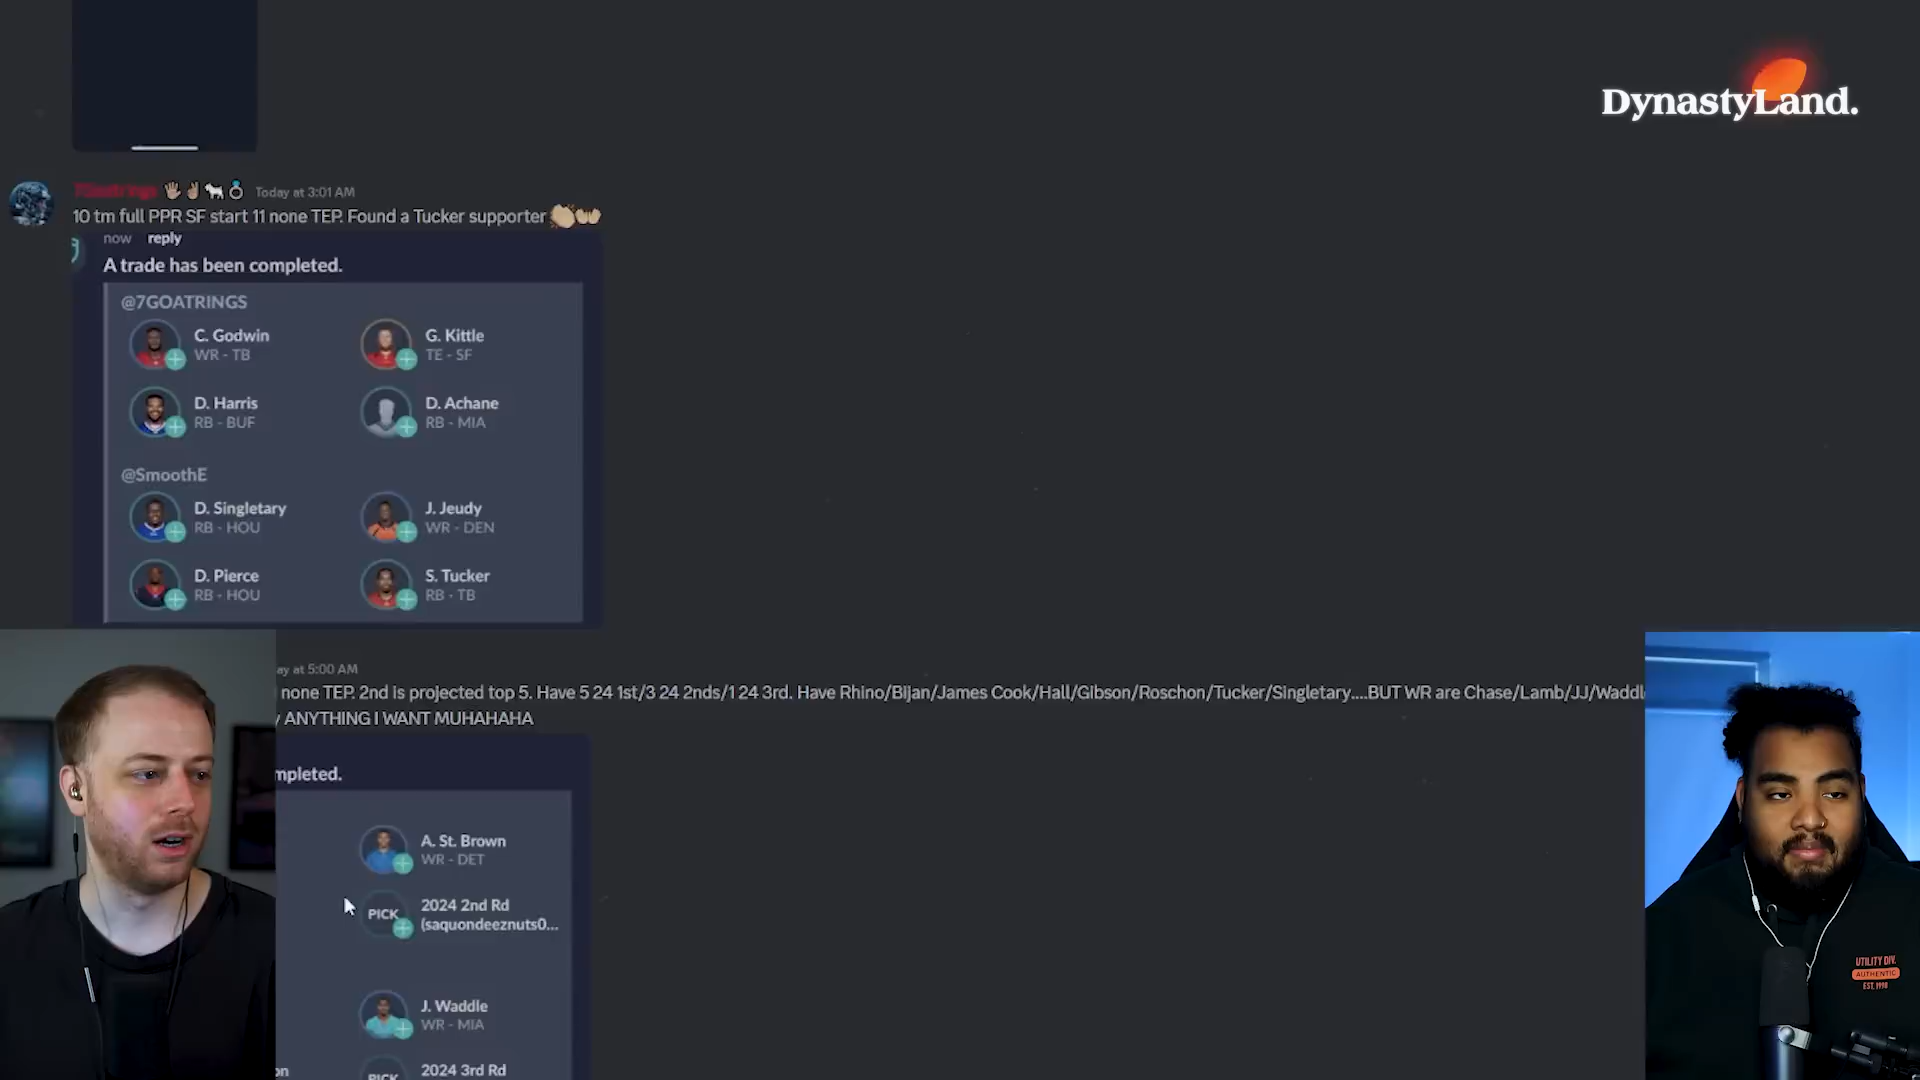 DynastyLand.
Today at 3:01 AM
10 tm full PPR SF start 11 none TEP. Found a Tucker supporter
now reply
A trade has been completed.
@7GOATRINGS
C. Godwin
WR - TB
G. Kittle
TE - SF
D. Harris
RB - BUF
D. Achane
RB - MIA
@SmoothE
D. Singletary
RB - HOU
J. Jeudy
WR - DEN
D. Pierce
RB - HOU
S. Tucker
RB - TB
ay at 5:00 AM
none TEP. 2nd is projected top 5. Have 5 24 1st/3 24 2nds/1 24 3rd. Have Rhino/Bijan/James Cook/Hall/Gibson/Roschon/Tucker/Singletary....BUT WR are Chase/Lamb/JJ/Waddl
ANYTHING I WANT MUHAHAHA
mpleted.
A. St. Brown
WR - DET
PICK
2024 2nd Rd
(saquondeeznuts0...
J. Waddle
WR - MIA
on
PICK
2024 3rd Rd
UTILITY DIV.
AUTHENTIC
EST. 1998